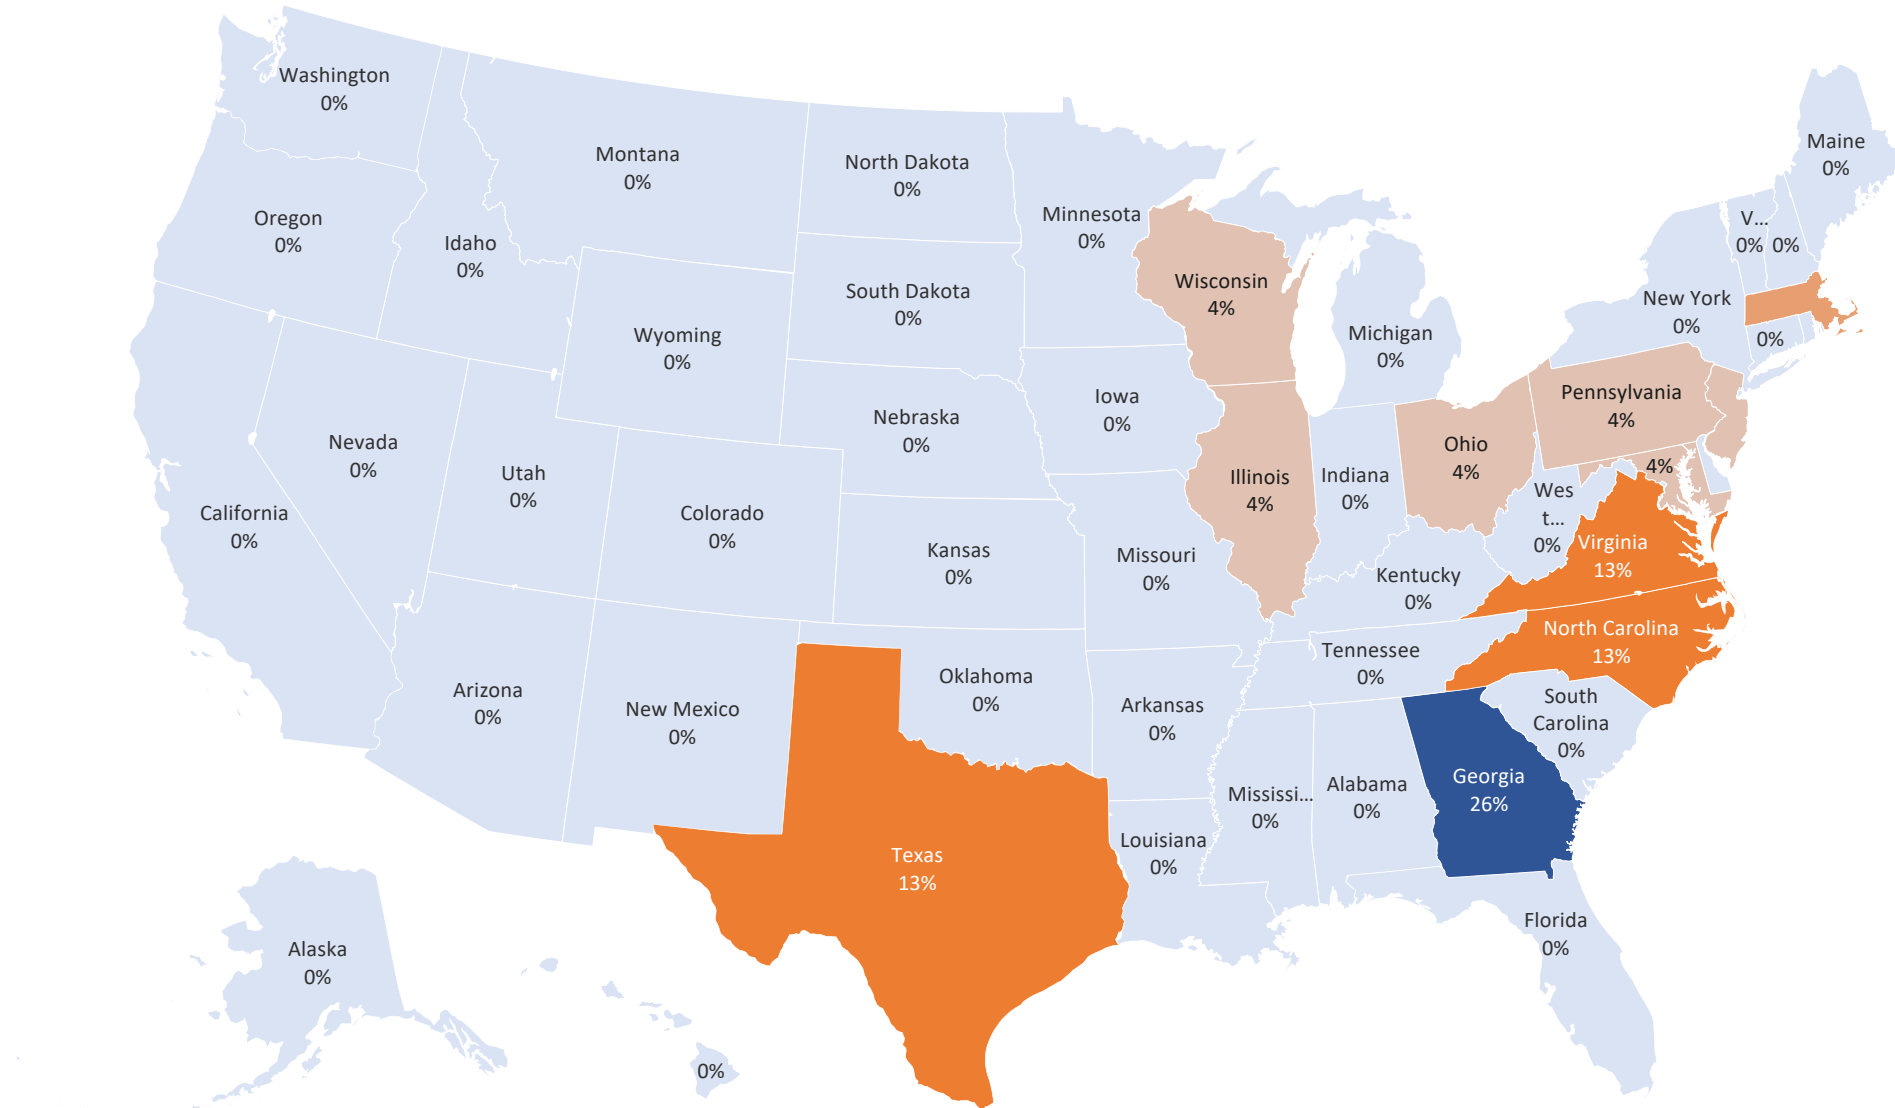 Washington
0%
Montana
0%
North Dakota
0%
Minnesota
0%
Maine
0%
Oregon
0%
Idaho
0%
V...
0%
0%
Wyoming
0%
South Dakota
0%
Wisconsin
4%
Michigan
0%
New York
0%
0%
Nebraska
0%
Iowa
0%
Pennsylvania
4%
Nevada
0%
Utah
0%
Illinois
4%
Indiana
0%
Ohio
4%
4%
California
0%
Colorado
0%
Kansas
0%
Missouri
0%
Wes
t...
0%
Virginia
13%
Kentucky
0%
North Carolina
13%
Arizona
0%
New Mexico
0%
Oklahoma
0%
Arkansas
0%
Tennessee
0%
South
Carolina
0%
Mississi...
0%
Alabama
0%
Georgia
26%
Texas
13%
Louisiana
0%
Florida
0%
Alaska
0%
0%